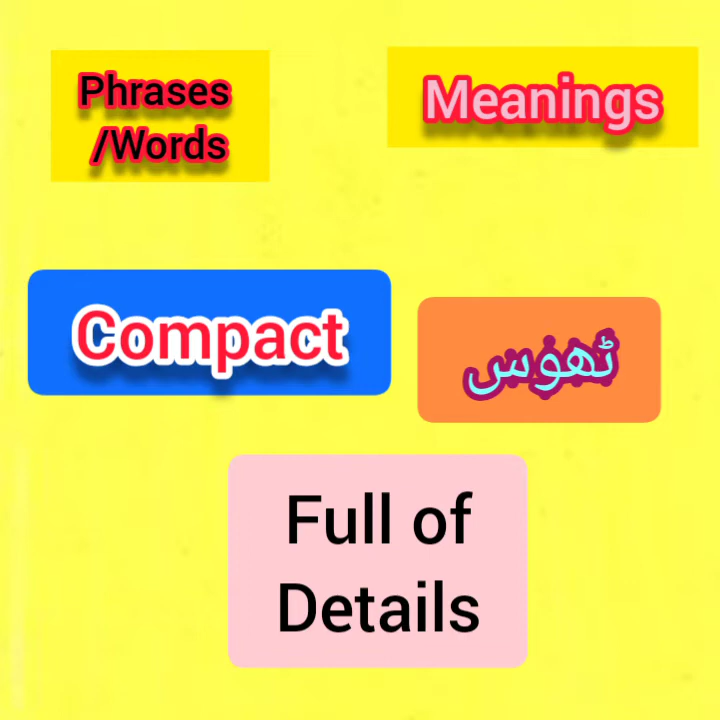 Phrases
/Words
Meanings
Compact
ٹھوس
Full of
Details